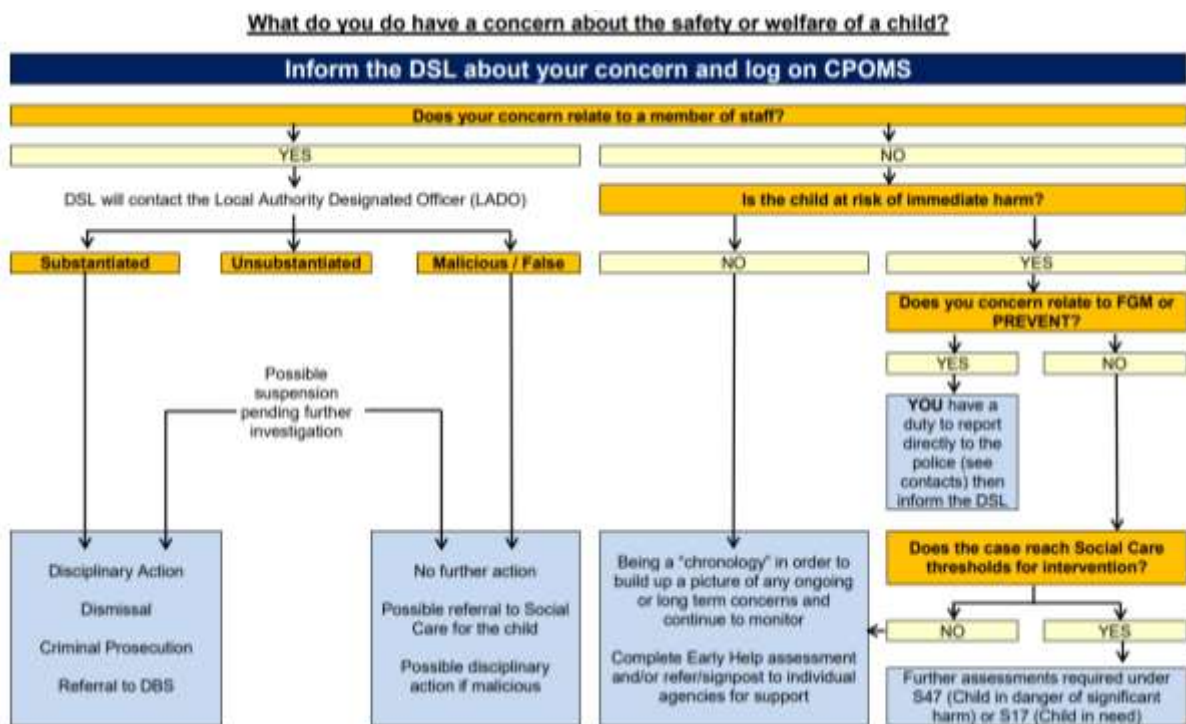 What do you do have a concern about the safety or welfare of a child?
Inform the DSL about your concern and log on CPOMS
Does your concern relate to a member of staff?
YES
NO
DSL will contact the Local Authority Designated Officer (LADO)
Is the child at risk of immediate harm?
Substantiated
Unsubstantiated
Malicious / False
NO
YES
Does you concern relate to FGM or
PREVENT?
YES
NO
Possible
suspension
pending further
investigation
YOU have a
duty to report
directly to the
police (see
contacts) then
inform the DSL
Disciplinary Action
Dismissal
Criminal Prosecution
Referral to DBS
No further action
Possible referral to Social
Care for the child
Possible disciplinary
action if malicious
Being a "chronology" in order to
build up a picture of any ongoing
or long term concerns and
continue to monitor
Complete Early Help assessment
and/or refer/signpost to individual
agencies for support
Does the case reach Social Care
thresholds for intervention?
NO
YES
Further assessments required under
S47 (Child in danger of significant
harm) or S17 (Child in need)